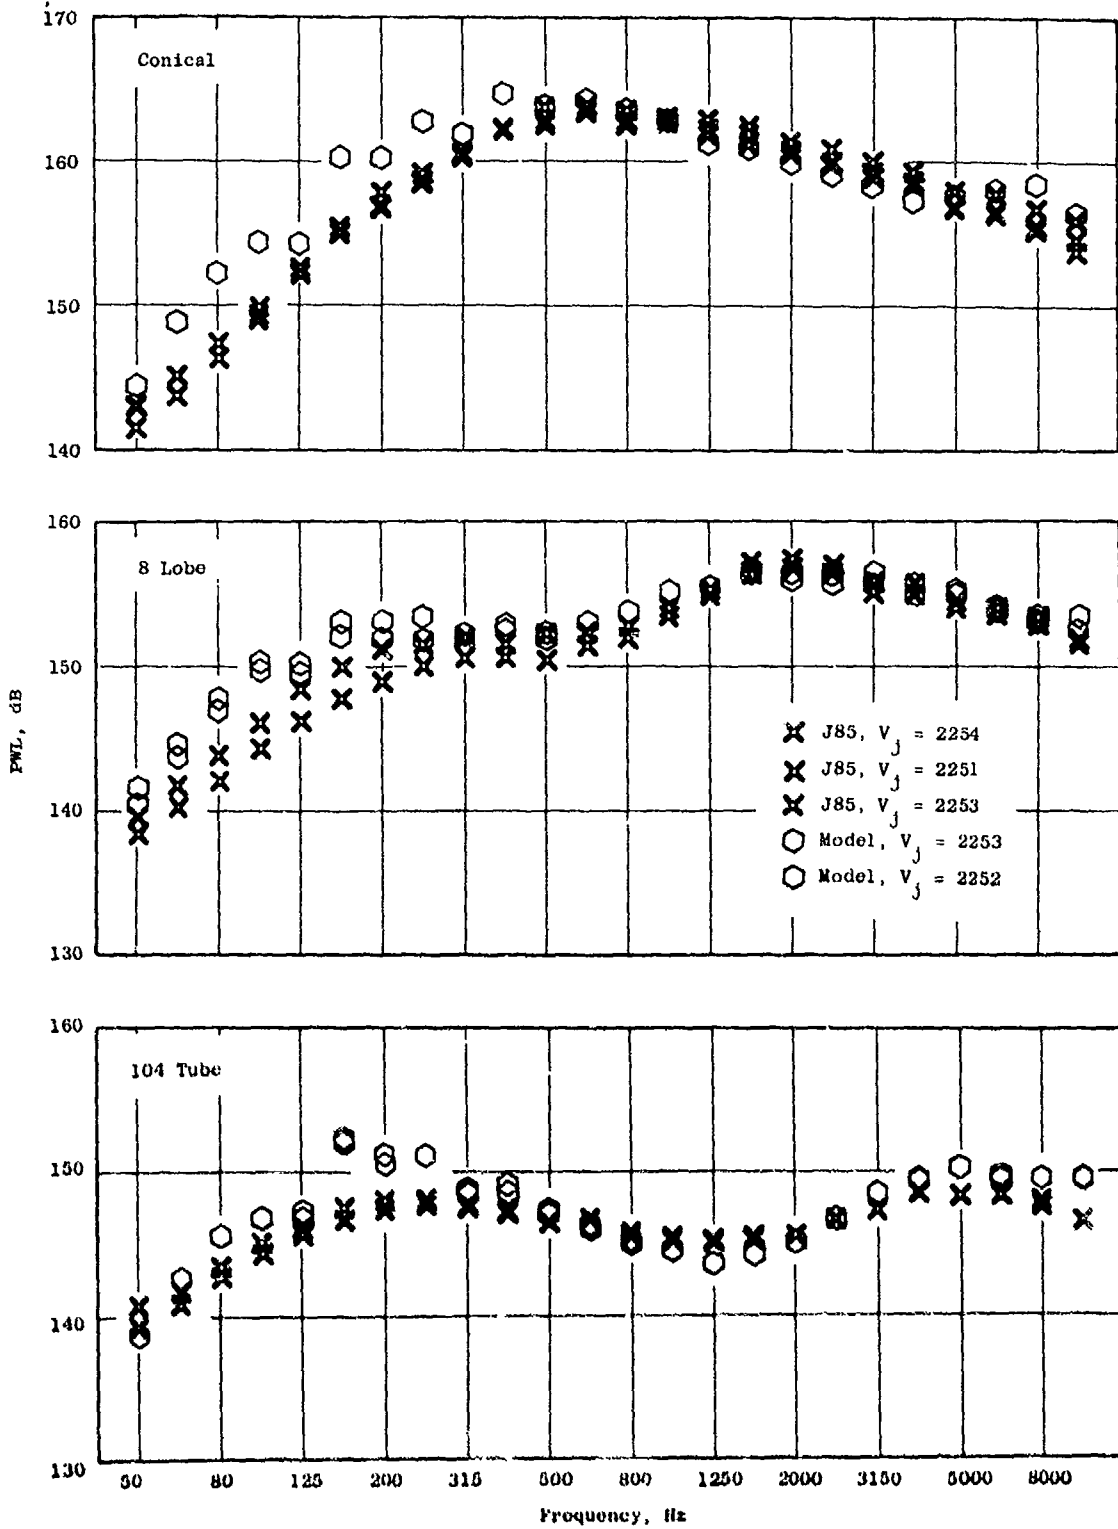 170
Conical
160
150
140
160
8 Lobe
150
J85, Vj = 2254
J85, Vj = 2251
J85, Vj = 2253
Model, Vj = 2253
Model, Vj = 2252
140
130
PWL, dB
160
104 Tube
150
140
130
50 80 125 200 315 500 800 1250 2000 3150 5000 8000
Frequency, Hz